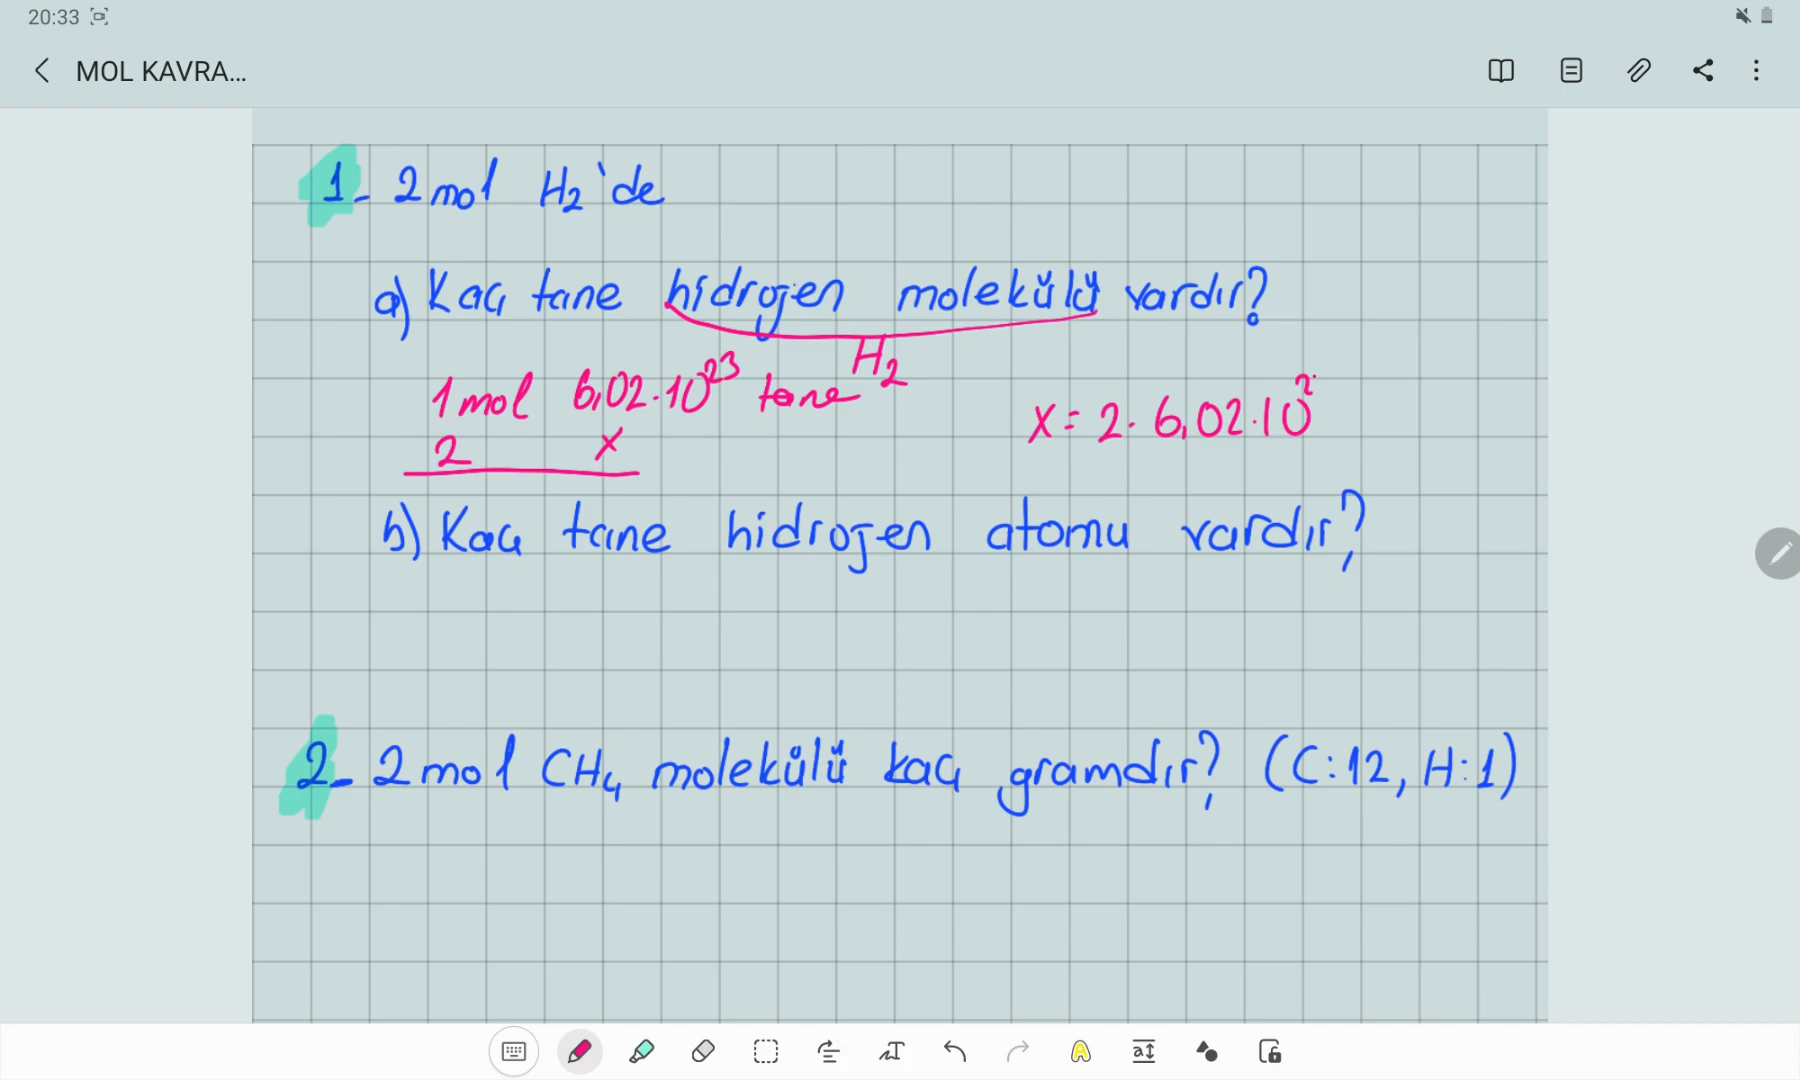 20:33
MOL KAVRA...
1- 2 mol H₂'de
a) Kaç tane hidrojen molekülü vardır?
H₂
1 mol 6,02.10²³ tane
2 x
x = 2. 6,02.10²
b) Kaç tane hidrojen atomu vardır?
2- 2 mol CH₄ molekülü kaç gramdır? (C:12, H:1)